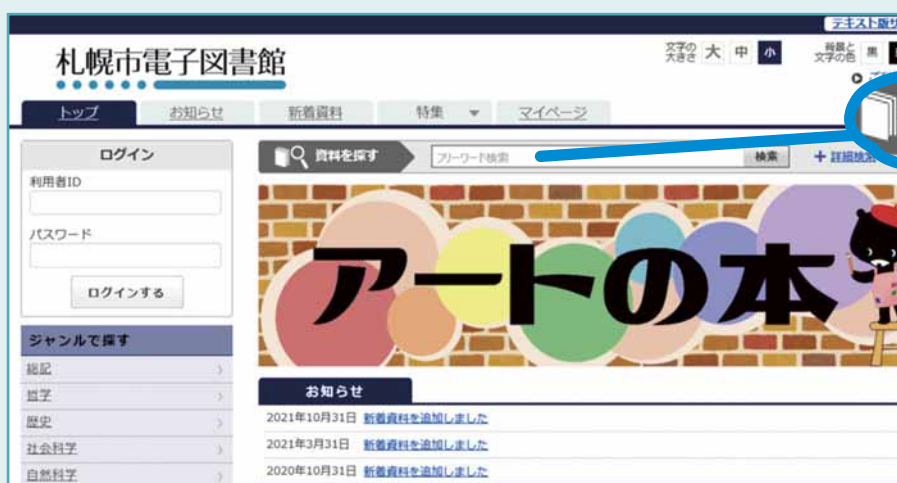 テキスト版サ
札幌市電子図書館
文字の大きさ 大 中 小
背景と文字の色 黒
トップ お知らせ 新着資料 特集 マイページ
ログイン
利用者ID
パスワード
ログインする
ジャンルで探す
総記
哲学
歴史
社会科学
自然科学
資料を探す フリーワード検索 検索 + 詳細検索
アートの本
お知らせ
2021年10月31日 新着資料を追加しました
2021年3月31日 新着資料を追加しました
2020年10月31日 新着資料を追加しました